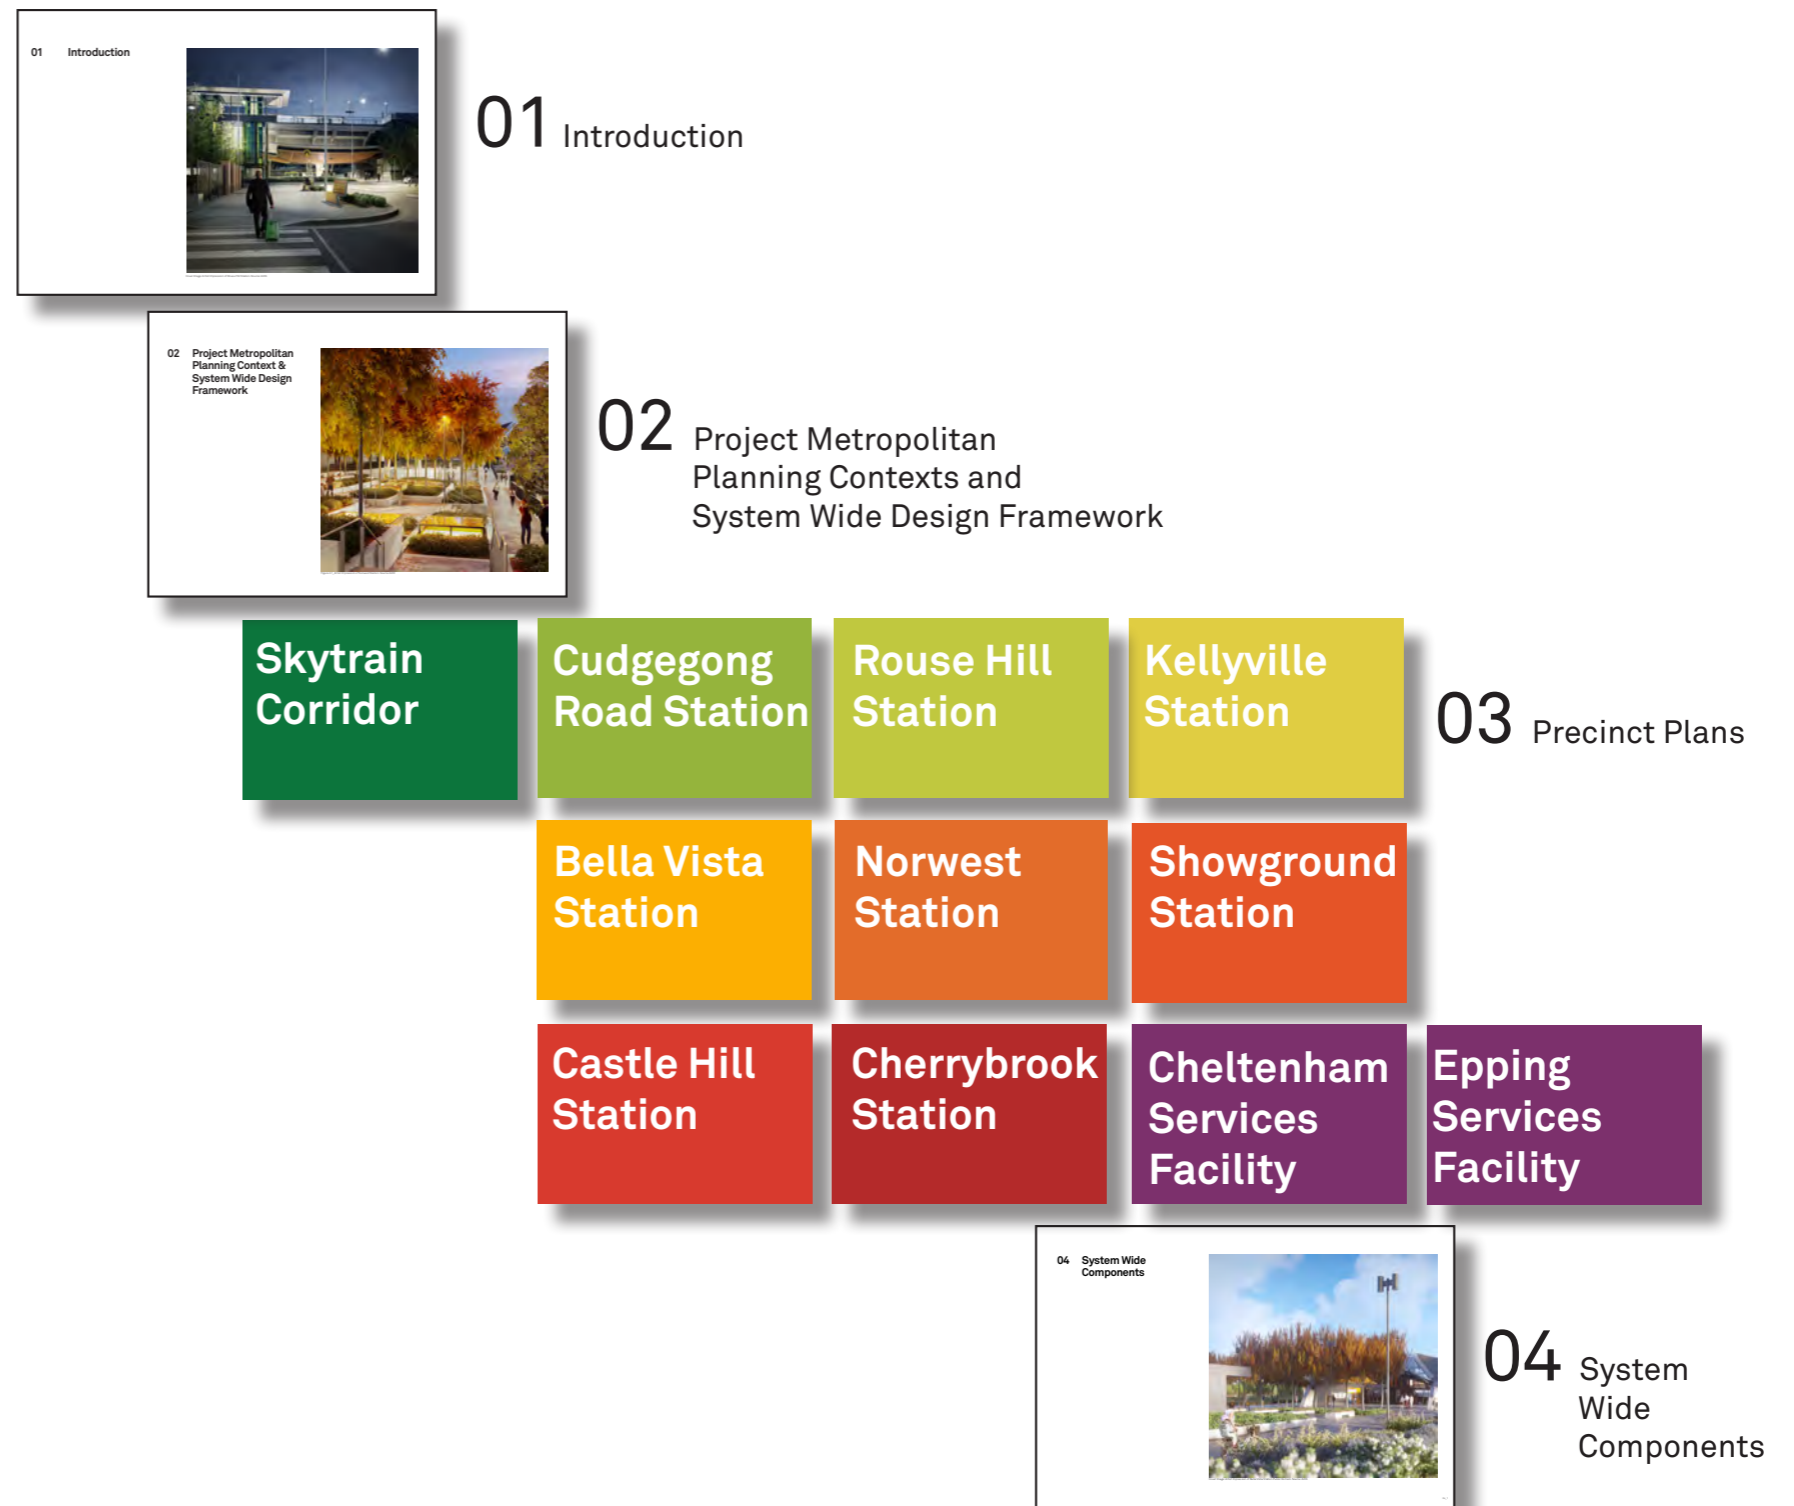 01 Introduction
01 Introduction
02 Project Metropolitan
Planning Context &
System Wide Design
Framework
02 Project Metropolitan
Planning Contexts and
System Wide Design Framework
Skytrain
Corridor
Cudgegong
Road Station
Rouse Hill
Station
Kellyville
Station
03 Precinct Plans
Bella Vista
Station
Norwest
Station
Showground
Station
Castle Hill
Station
Cherrybrook
Station
Cheltenham
Services
Facility
Epping
Services
Facility
04 System Wide
Components
04 System
Wide
Components